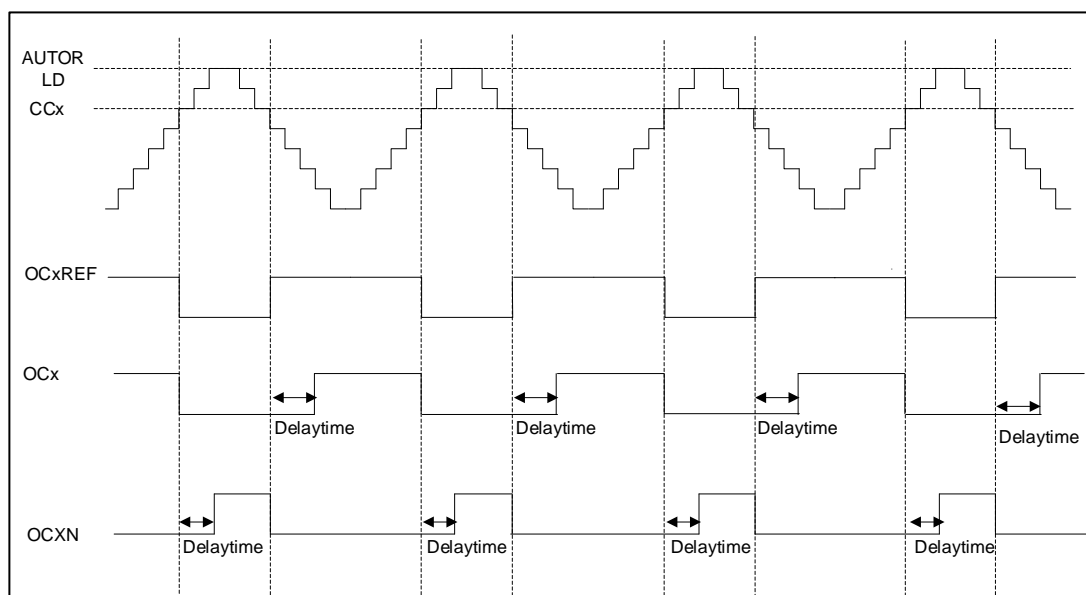 AUTOR
LD
CCx
OCxREF
OCx
Delaytime
Delaytime
Delaytime
Delaytime
OCXN
Delaytime
Delaytime
Delaytime
Delaytime